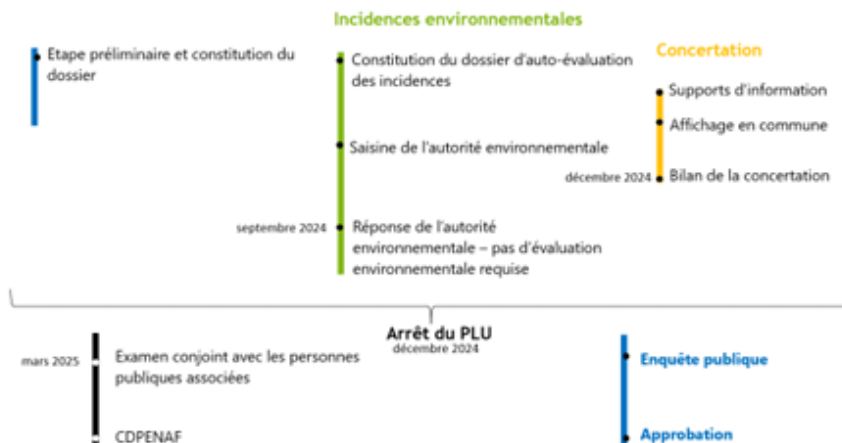 Incidences environnementales
Etape préliminaire et constitution du
dossier
Constitution du dossier d'auto-évaluation
des incidences
Saisine de l'autorité environnementale
septembre 2024
Réponse de l'autorité
environnementale – pas d'évaluation
environnementale requise
Concertation
Supports d'information
Affichage en commune
décembre 2024
Bilan de la concertation
Arrêt du PLU
décembre 2024
mars 2025
Examen conjoint avec les personnes
publiques associées
CDPENAF
Enquête publique
Approbation